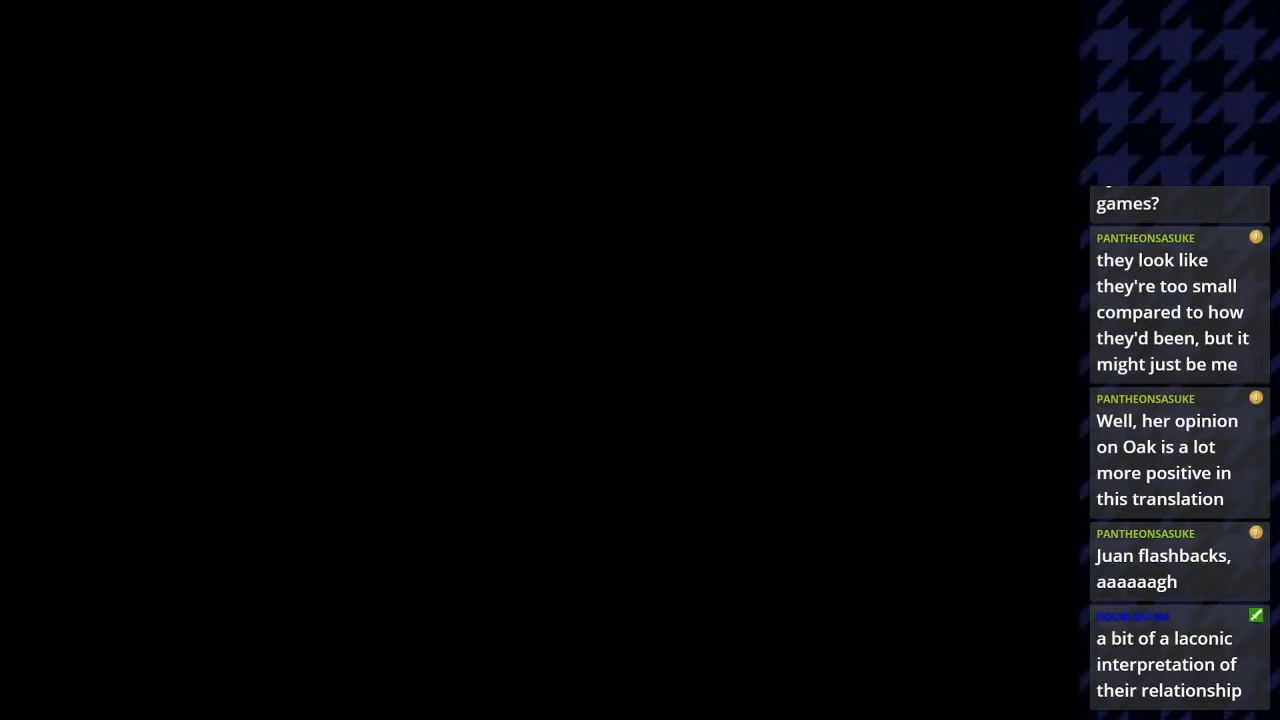 games?
PANTHEONSASUKE
they look like
they're too small
compared to how
they'd been, but it
might just be me
PANTHEONSASUKE
Well, her opinion
on Oak is a lot
more positive in
this translation
PANTHEONSASUKE
Juan flashbacks,
aaaaaagh
a bit of a laconic
interpretation of
their relationship